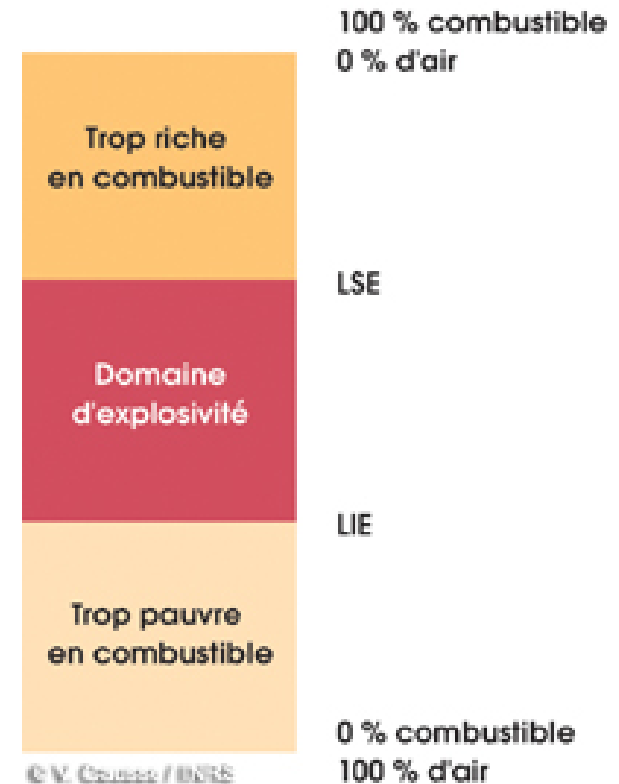 100 % combustible
0 % d'air
Trop riche
en combustible
LSE
Domaine
d'explosivité
LIE
Trop pauvre
en combustible
0 % combustible
100 % d'air
© V.